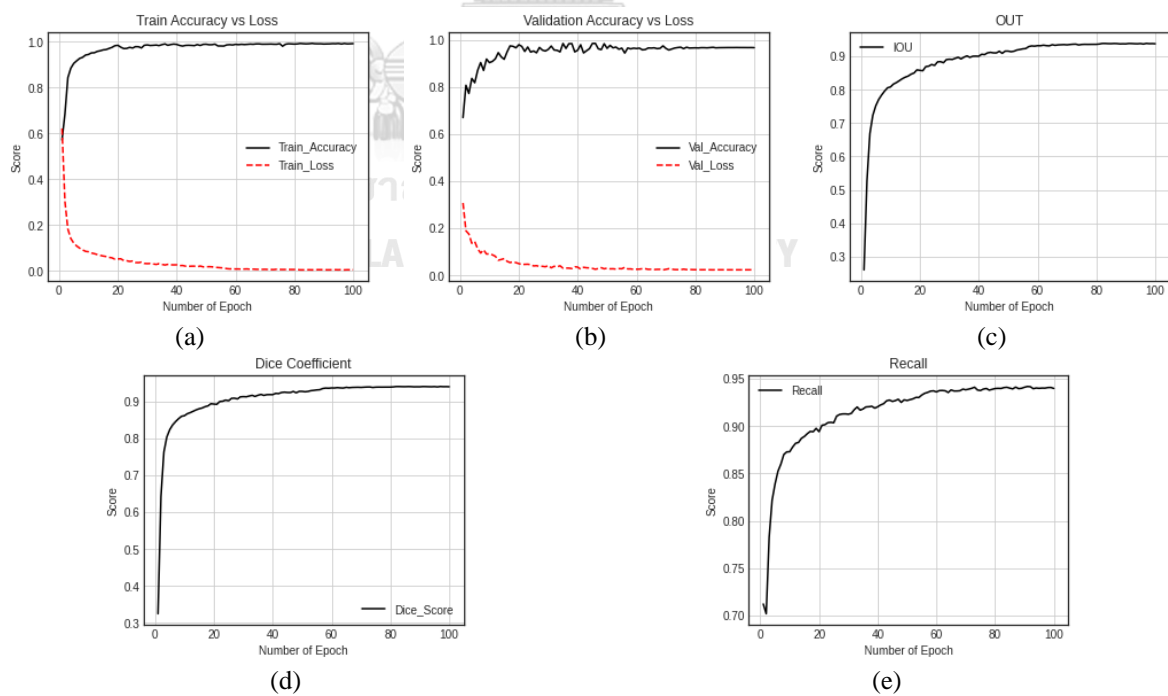 Train Accuracy vs Loss
1.0
0.8
0.6
0.4
0.2
0.0
Score
Train_Accuracy
Train_Loss
0 20 40 60 80 100
Number of Epoch
(a)
Validation Accuracy vs Loss
1.0
0.8
0.6
0.4
0.2
0.0
Score
Val_Accuracy
Val_Loss
0 20 40 60 80 100
Number of Epoch
(b)
OUT
IOU
0.9
0.8
0.7
0.6
0.5
0.4
0.3
Score
0 20 40 60 80 100
Number of Epoch
(c)
Dice Coefficient
0.9
0.8
0.7
0.6
0.5
0.4
0.3
Score
Dice_Score
0 20 40 60 80 100
Number of Epoch
(d)
Recall
Recall
0.95
0.90
0.85
0.80
0.75
0.70
Score
0 20 40 60 80 100
Number of Epoch
(e)